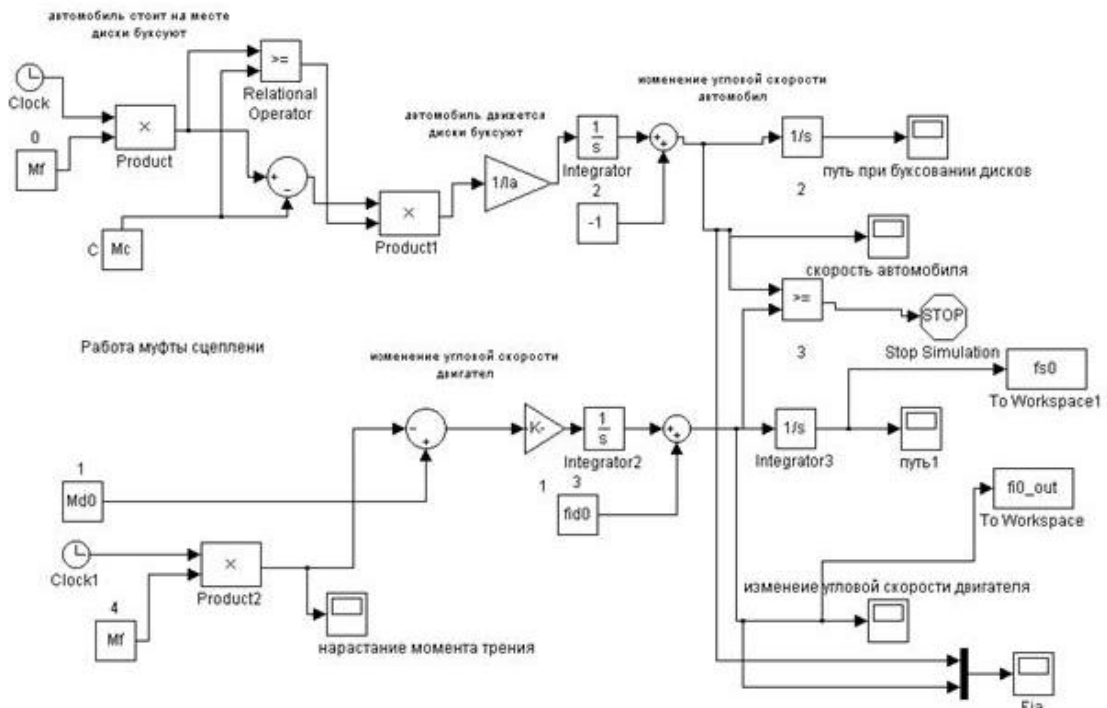 автомобиль стоит на месте
диски буксуют
Clock
0
Mf
×
Product
>=
Relational
Operator
+
-
C
Mc
автомобиль движется
диски буксуют
×
Product1
1/Ia
1
s
Integrator
2
-1
изменение угловой скорости
автомобил
+
+
1/s
2
путь при буксовании дисков
скорость автомобиля
>=
3
STOP
Stop Simulation
Работа муфты сцеплени
изменение угловой скорости
двигател
1
Md0
-
+
-K-
1
s
Integrator2
1
3
fid0
+
+
1/s
Integrator3
путь1
fs0
To Workspace1
fi0_out
To Workspace
Clock1
4
Mf
×
Product2
нарастание момента трения
изменеие угловой скорости двигателя